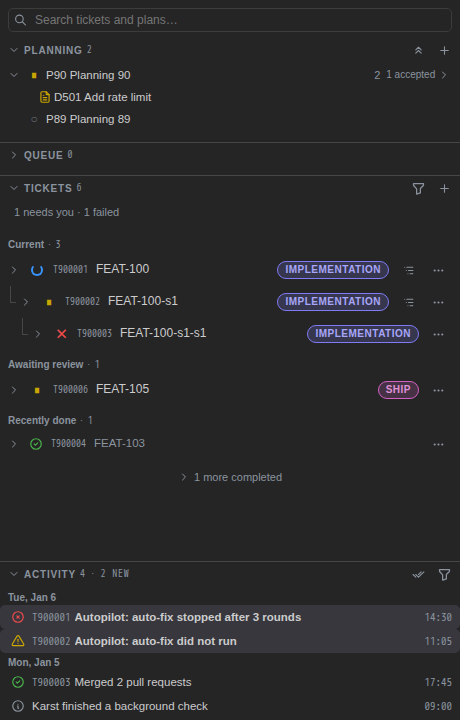 Search tickets and plans…
PLANNING 2
P90 Planning 90 2 1 accepted
D501 Add rate limit
P89 Planning 89
QUEUE 0
TICKETS 6
1 needs you · 1 failed
Current · 3
T900001 FEAT-100 IMPLEMENTATION
T900002 FEAT-100-s1 IMPLEMENTATION
T900003 FEAT-100-s1-s1 IMPLEMENTATION
Awaiting review · 1
T900006 FEAT-105 SHIP
Recently done · 1
T900004 FEAT-103
1 more completed
ACTIVITY 4 · 2 NEW
Tue, Jan 6
T900001 Autopilot: auto-fix stopped after 3 rounds 14:30
T900002 Autopilot: auto-fix did not run 11:05
Mon, Jan 5
T900003 Merged 2 pull requests 17:45
Karst finished a background check 09:00